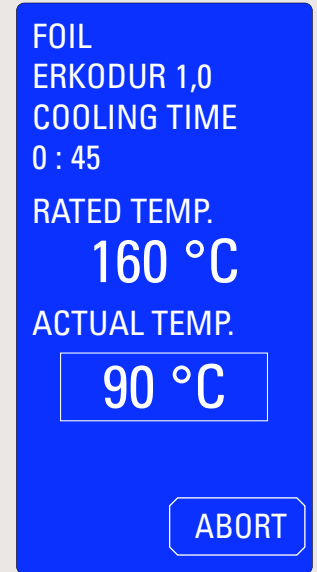 FOIL
ERKODUR 1,0
COOLING TIME
0 : 45
RATED TEMP.
160 °C
ACTUAL TEMP.
90 °C
ABORT